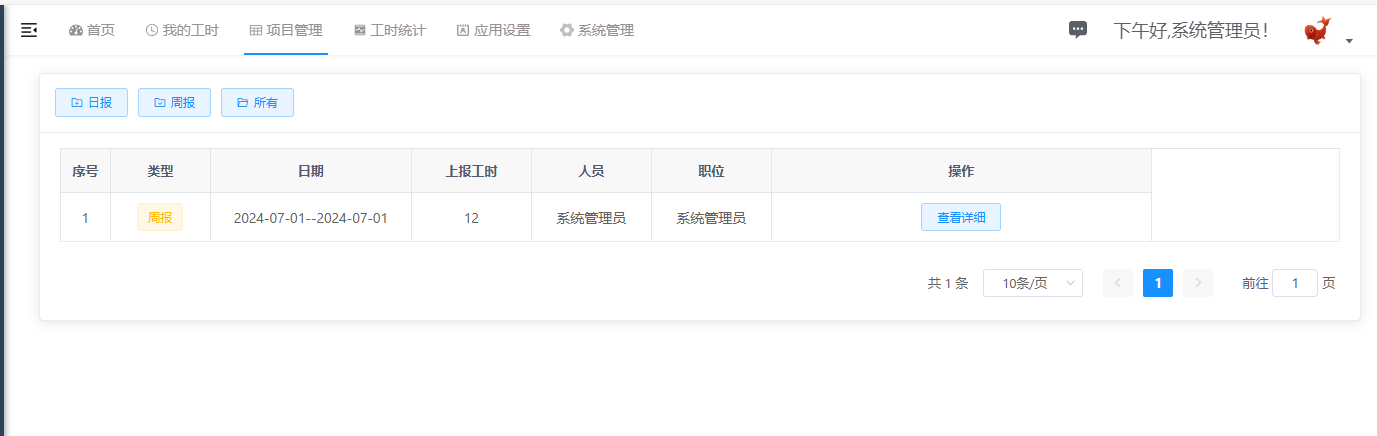 首页 我的工时 项目管理 工时统计 应用设置 系统管理 下午好,系统管理员!
日报 周报 所有
序号 类型 日期 上报工时 人员 职位 操作
1 周报 2024-07-01--2024-07-01 12 系统管理员 系统管理员 查看详细
共 1 条 10条/页 1 前往 1 页